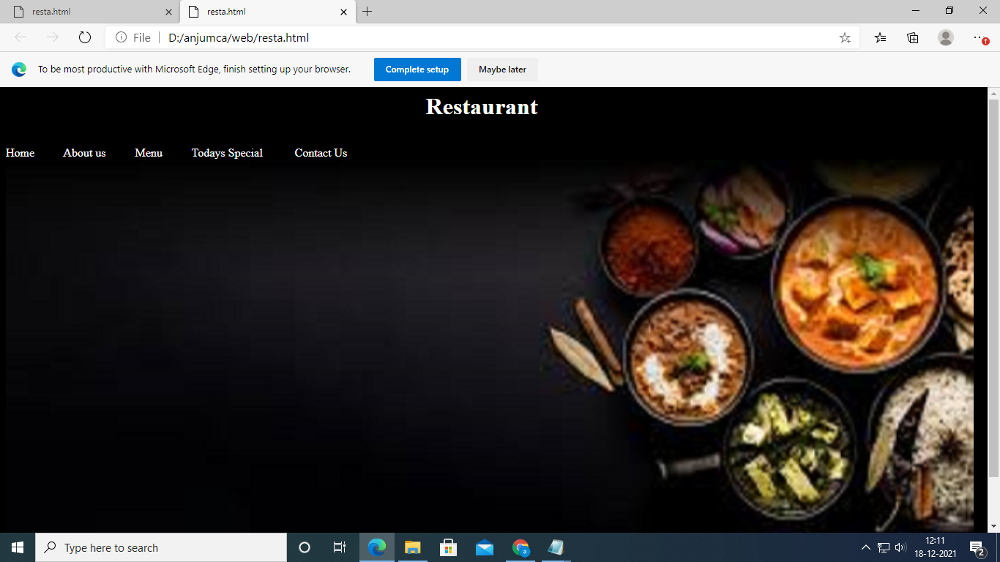 resta.html
resta.html
File D:/anjumca/web/resta.html
To be most productive with Microsoft Edge, finish setting up your browser. Complete setup Maybe later
Restaurant
Home About us Menu Todays Special Contact Us
Type here to search
a
12:11
18-12-2021
2